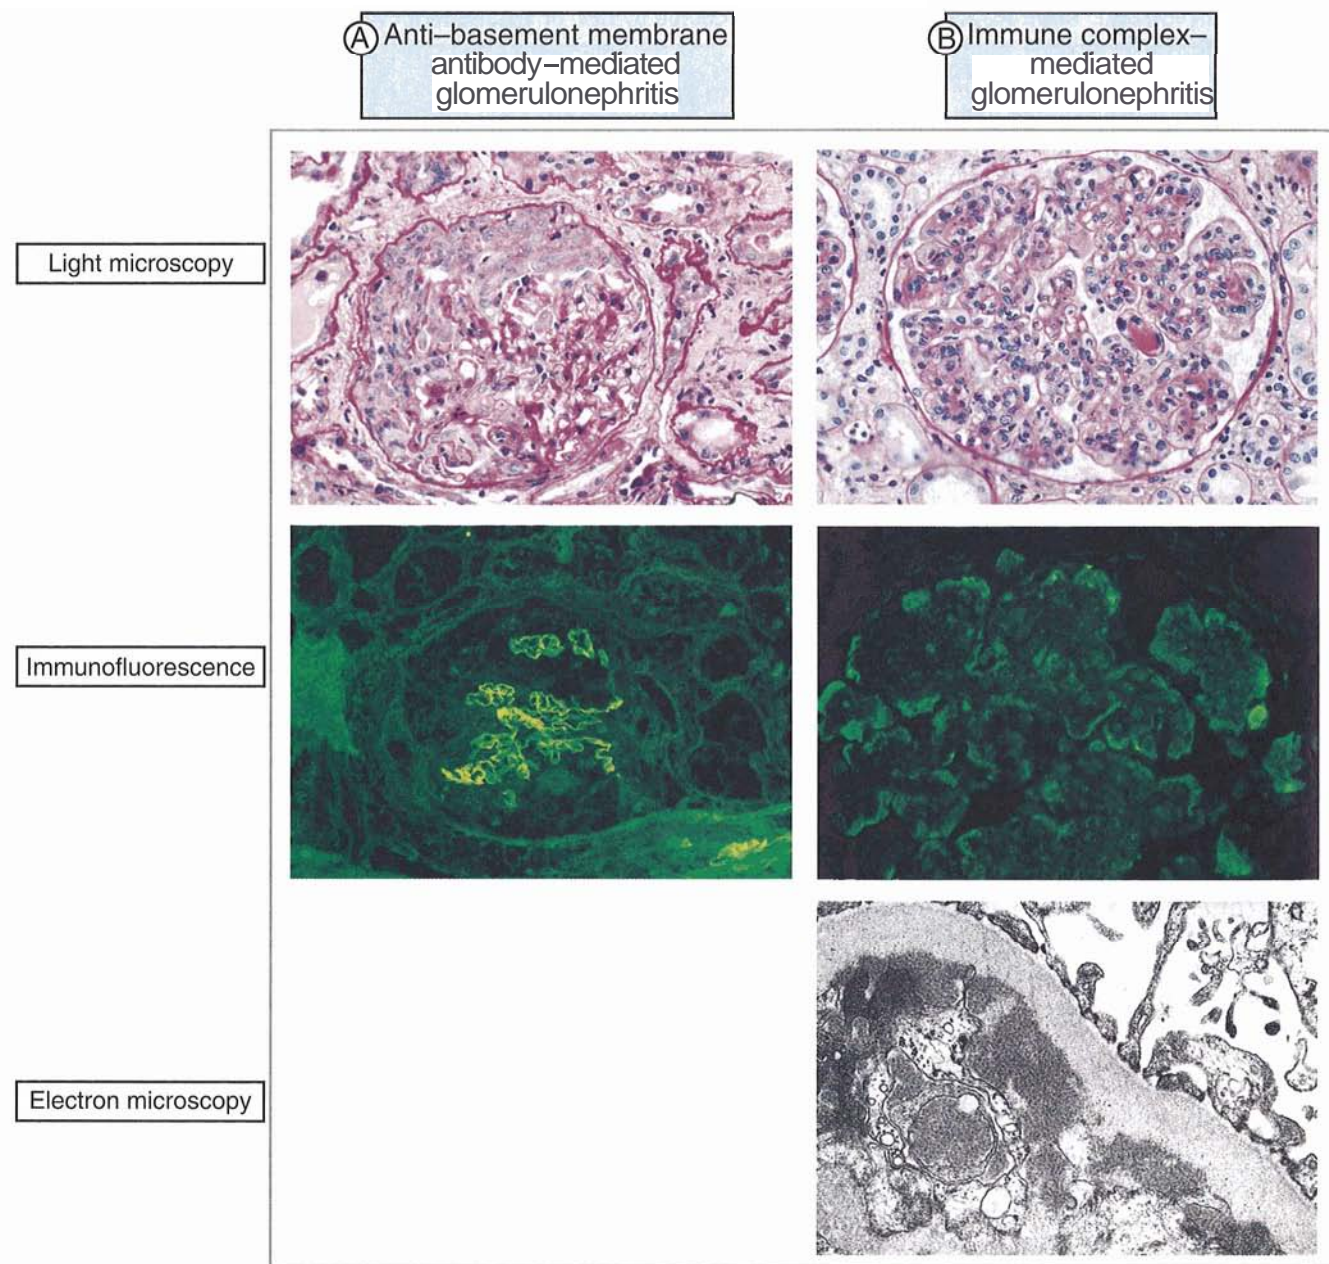 Ⓐ Anti–basement membrane
antibody–mediated
glomerulonephritis
Ⓑ Immune complex–
mediated
glomerulonephritis
Light microscopy
Immunofluorescence
Electron microscopy